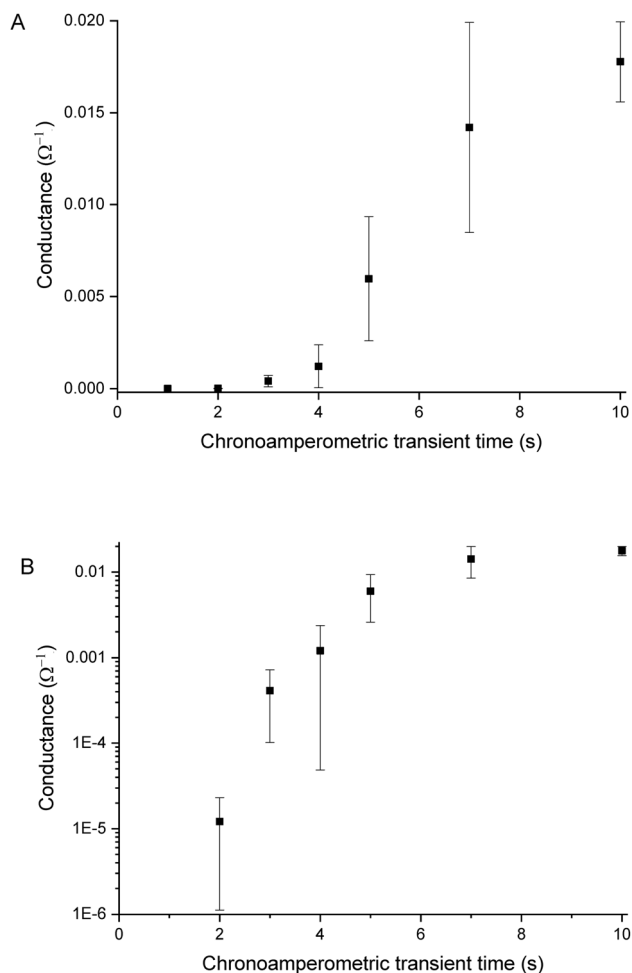 A
0.020
0.015
0.010
0.005
0.000
Conductance (Ω⁻¹)
0 2 4 6 8 10
Chronoamperometric transient time (s)
B
0.01
0.001
1E-4
1E-5
1E-6
Conductance (Ω⁻¹)
0 2 4 6 8 10
Chronoamperometric transient time (s)